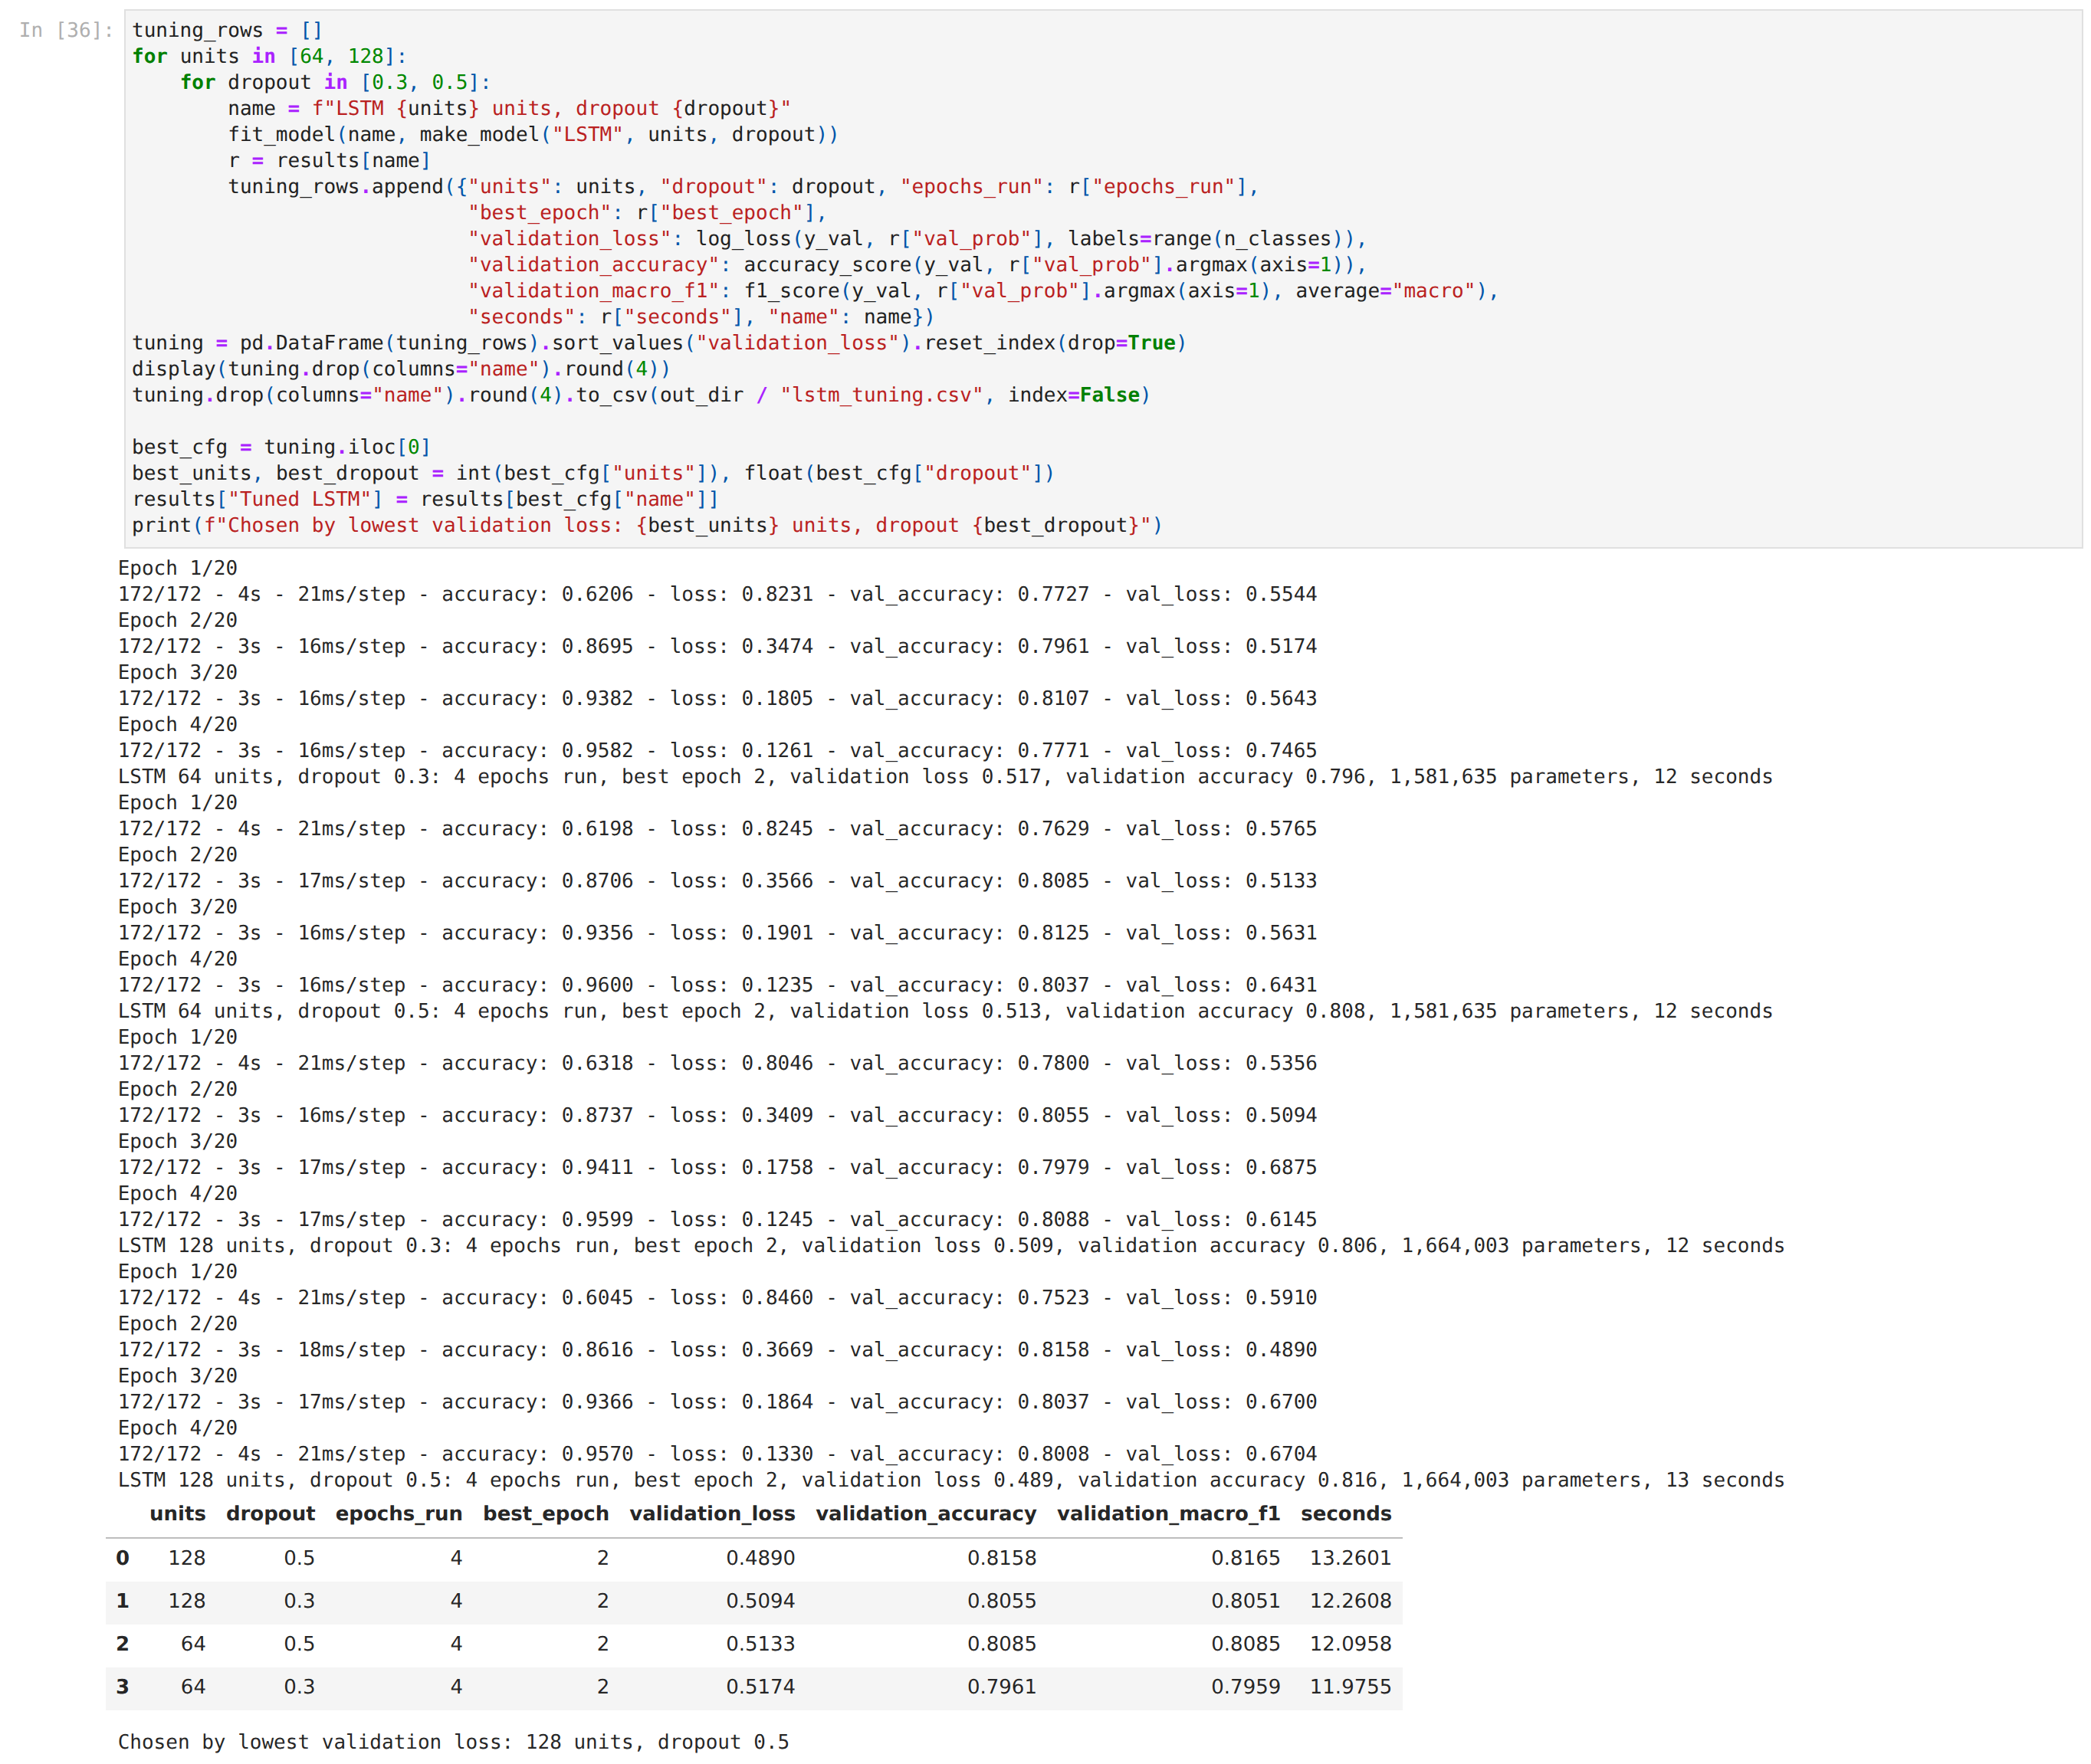 In [36]:
tuning_rows = []
for units in [64, 128]:
    for dropout in [0.3, 0.5]:
        name = f"LSTM {units} units, dropout {dropout}"
        fit_model(name, make_model("LSTM", units, dropout))
        r = results[name]
        tuning_rows.append({"units": units, "dropout": dropout, "epochs_run": r["epochs_run"],
                            "best_epoch": r["best_epoch"],
                            "validation_loss": log_loss(y_val, r["val_prob"], labels=range(n_classes)),
                            "validation_accuracy": accuracy_score(y_val, r["val_prob"].argmax(axis=1)),
                            "validation_macro_f1": f1_score(y_val, r["val_prob"].argmax(axis=1), average="macro"),
                            "seconds": r["seconds"], "name": name})
tuning = pd.DataFrame(tuning_rows).sort_values("validation_loss").reset_index(drop=True)
display(tuning.drop(columns="name").round(4))
tuning.drop(columns="name").round(4).to_csv(out_dir / "lstm_tuning.csv", index=False)

best_cfg = tuning.iloc[0]
best_units, best_dropout = int(best_cfg["units"]), float(best_cfg["dropout"])
results["Tuned LSTM"] = results[best_cfg["name"]]
print(f"Chosen by lowest validation loss: {best_units} units, dropout {best_dropout}")
Epoch 1/20
172/172 - 4s - 21ms/step - accuracy: 0.6206 - loss: 0.8231 - val_accuracy: 0.7727 - val_loss: 0.5544
Epoch 2/20
172/172 - 3s - 16ms/step - accuracy: 0.8695 - loss: 0.3474 - val_accuracy: 0.7961 - val_loss: 0.5174
Epoch 3/20
172/172 - 3s - 16ms/step - accuracy: 0.9382 - loss: 0.1805 - val_accuracy: 0.8107 - val_loss: 0.5643
Epoch 4/20
172/172 - 3s - 16ms/step - accuracy: 0.9582 - loss: 0.1261 - val_accuracy: 0.7771 - val_loss: 0.7465
LSTM 64 units, dropout 0.3: 4 epochs run, best epoch 2, validation loss 0.517, validation accuracy 0.796, 1,581,635 parameters, 12 seconds
Epoch 1/20
172/172 - 4s - 21ms/step - accuracy: 0.6198 - loss: 0.8245 - val_accuracy: 0.7629 - val_loss: 0.5765
Epoch 2/20
172/172 - 3s - 17ms/step - accuracy: 0.8706 - loss: 0.3566 - val_accuracy: 0.8085 - val_loss: 0.5133
Epoch 3/20
172/172 - 3s - 16ms/step - accuracy: 0.9356 - loss: 0.1901 - val_accuracy: 0.8125 - val_loss: 0.5631
Epoch 4/20
172/172 - 3s - 16ms/step - accuracy: 0.9600 - loss: 0.1235 - val_accuracy: 0.8037 - val_loss: 0.6431
LSTM 64 units, dropout 0.5: 4 epochs run, best epoch 2, validation loss 0.513, validation accuracy 0.808, 1,581,635 parameters, 12 seconds
Epoch 1/20
172/172 - 4s - 21ms/step - accuracy: 0.6318 - loss: 0.8046 - val_accuracy: 0.7800 - val_loss: 0.5356
Epoch 2/20
172/172 - 3s - 16ms/step - accuracy: 0.8737 - loss: 0.3409 - val_accuracy: 0.8055 - val_loss: 0.5094
Epoch 3/20
172/172 - 3s - 17ms/step - accuracy: 0.9411 - loss: 0.1758 - val_accuracy: 0.7979 - val_loss: 0.6875
Epoch 4/20
172/172 - 3s - 17ms/step - accuracy: 0.9599 - loss: 0.1245 - val_accuracy: 0.8088 - val_loss: 0.6145
LSTM 128 units, dropout 0.3: 4 epochs run, best epoch 2, validation loss 0.509, validation accuracy 0.806, 1,664,003 parameters, 12 seconds
Epoch 1/20
172/172 - 4s - 21ms/step - accuracy: 0.6045 - loss: 0.8460 - val_accuracy: 0.7523 - val_loss: 0.5910
Epoch 2/20
172/172 - 3s - 18ms/step - accuracy: 0.8616 - loss: 0.3669 - val_accuracy: 0.8158 - val_loss: 0.4890
Epoch 3/20
172/172 - 3s - 17ms/step - accuracy: 0.9366 - loss: 0.1864 - val_accuracy: 0.8037 - val_loss: 0.6700
Epoch 4/20
172/172 - 4s - 21ms/step - accuracy: 0.9570 - loss: 0.1330 - val_accuracy: 0.8008 - val_loss: 0.6704
LSTM 128 units, dropout 0.5: 4 epochs run, best epoch 2, validation loss 0.489, validation accuracy 0.816, 1,664,003 parameters, 13 seconds
units dropout epochs_run best_epoch validation_loss validation_accuracy validation_macro_f1 seconds
0 128 0.5 4 2 0.4890 0.8158 0.8165 13.2601
1 128 0.3 4 2 0.5094 0.8055 0.8051 12.2608
2 64 0.5 4 2 0.5133 0.8085 0.8085 12.0958
3 64 0.3 4 2 0.5174 0.7961 0.7959 11.9755
Chosen by lowest validation loss: 128 units, dropout 0.5